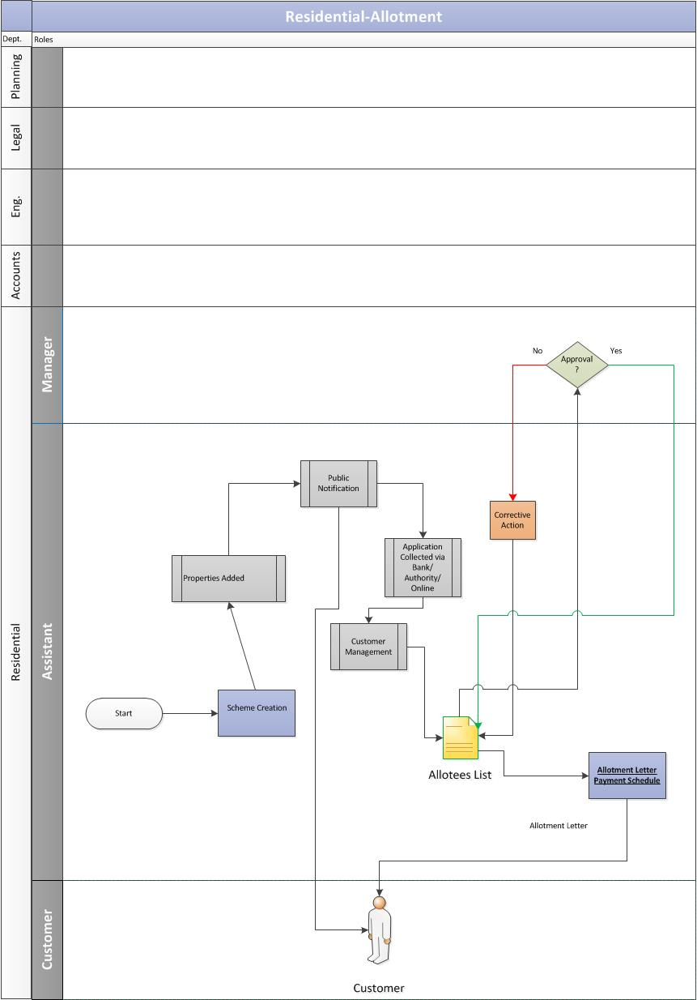 Residential-Allotment
Dept.
Roles
Planning
Legal
Eng.
Accounts
Residential
Manager
No
Approval
?
Yes
Assistant
Public
Notification
Corrective
Action
Application
Collected via
Bank/
Authority/
Online
Properties Added
Customer
Management
Start
Scheme Creation
Allotees List
Allotment Letter
Payment Schedule
Allotment Letter
Customer
Customer